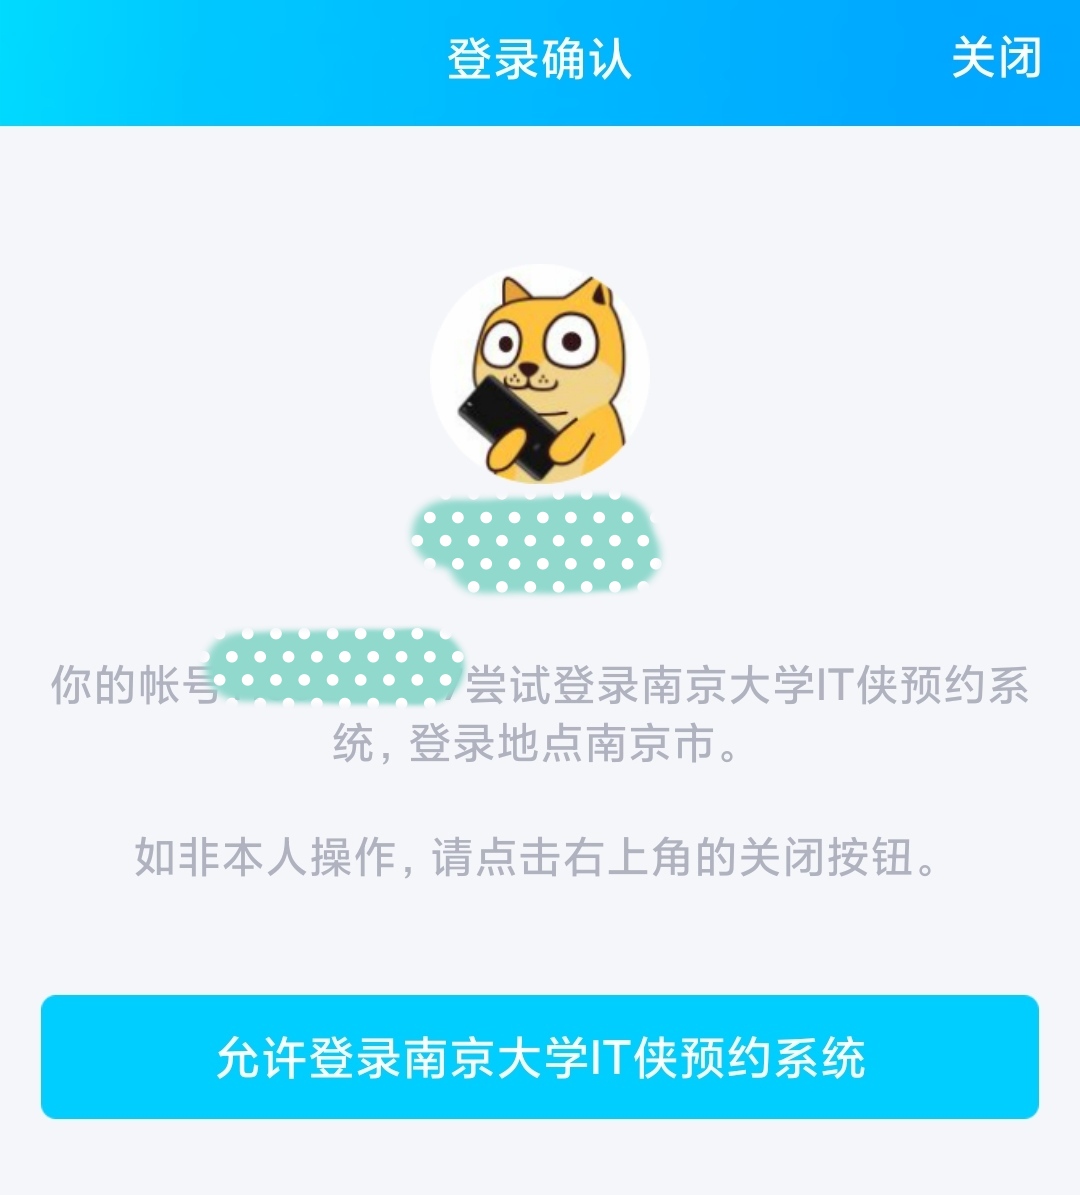 登录确认
关闭
你的帐号 尝试登录南京大学IT侠预约系
统，登录地点南京市。
如非本人操作，请点击右上角的关闭按钮。
允许登录南京大学IT侠预约系统